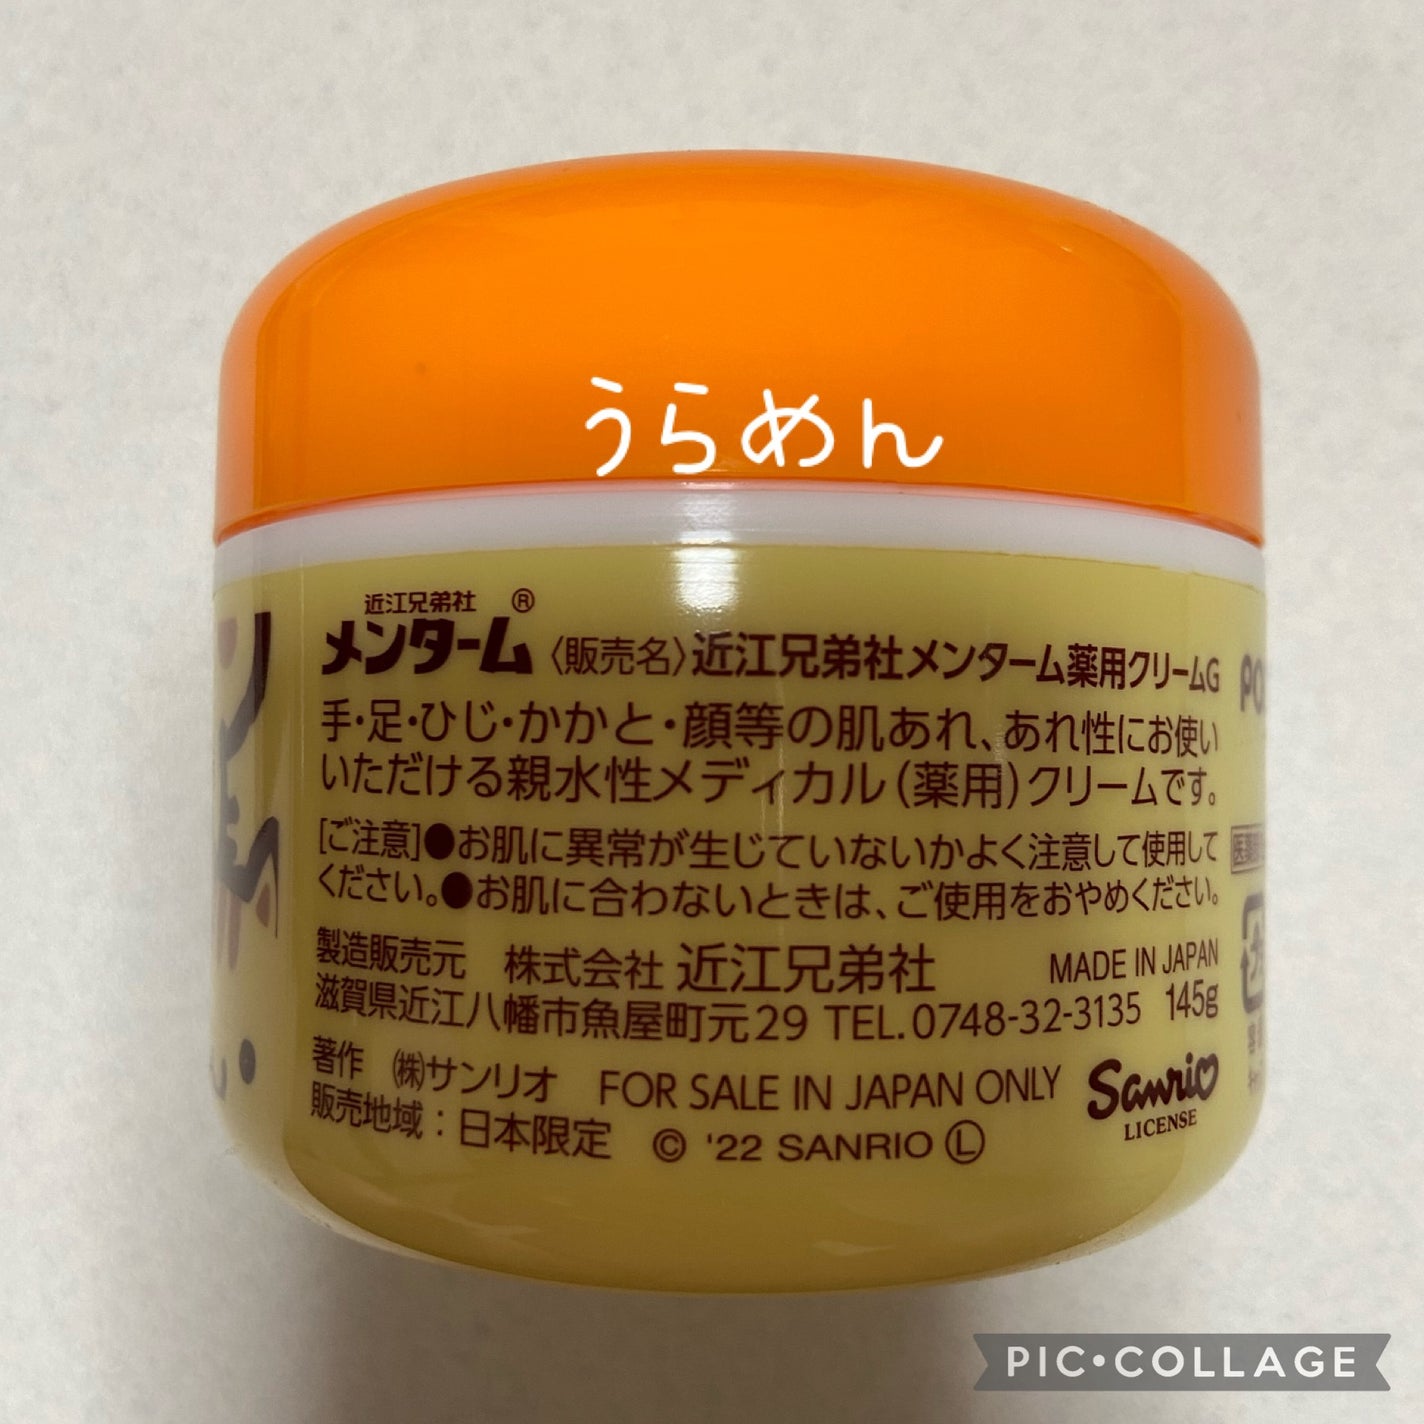 うらめん
近江兄弟社
メンターム® 〈販売名〉近江兄弟社メンターム薬用クリームG
手・足・ひじ・かかと・顔等の肌あれ、あれ性にお使い
いただける親水性メディカル(薬用)クリームです。
[ご注意]●お肌に異常が生じていないかよく注意して使用して
ください。●お肌に合わないときは、ご使用をおやめください。
製造販売元 株式会社 近江兄弟社 MADE IN JAPAN
滋賀県近江八幡市魚屋町元29 TEL.0748-32-3135 145g
著作 ㈱サンリオ FOR SALE IN JAPAN ONLY
販売地域:日本限定 © '22 SANRIO Ⓛ
Sanrio
LICENSE
PIC•COLLAGE